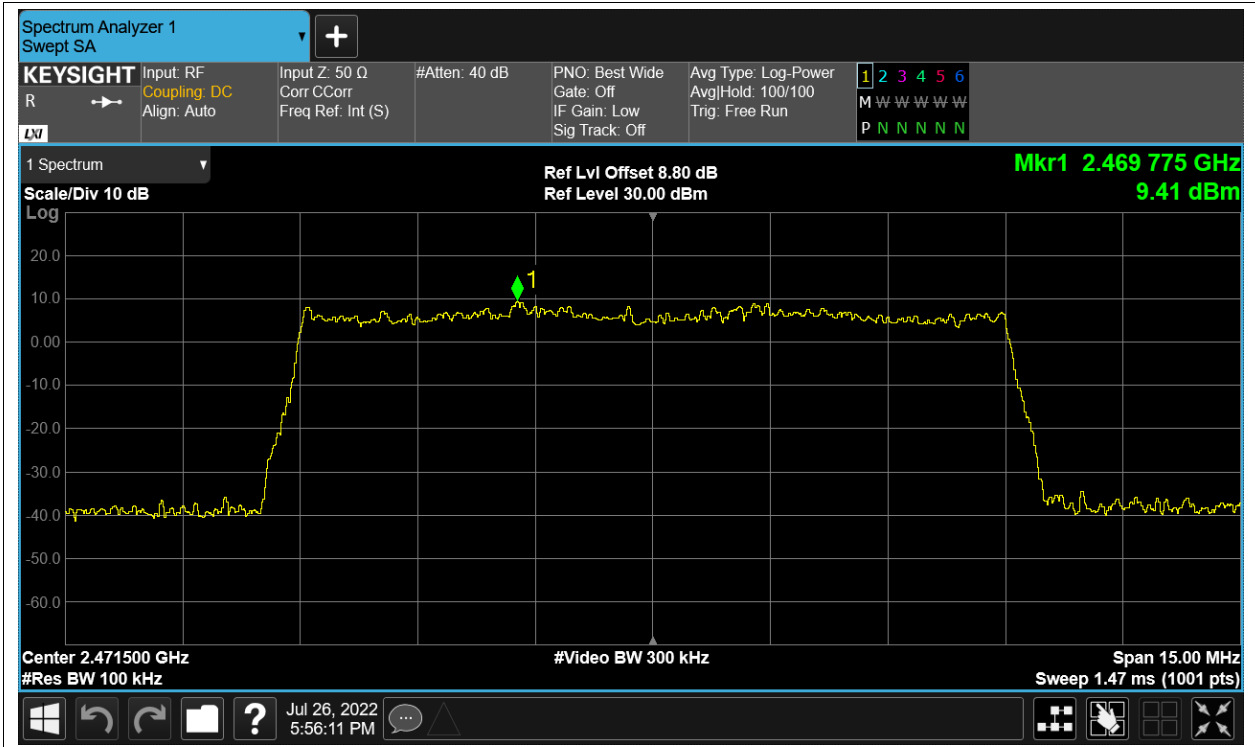 Spectrum Analyzer 1
Swept SA
+
KEYSIGHT
R
LXI
Input: RF
Coupling: DC
Align: Auto
Input Z: 50 Ω
Corr CCorr
Freq Ref: Int (S)
#Atten: 40 dB
PNO: Best Wide
Gate: Off
IF Gain: Low
Sig Track: Off
Avg Type: Log-Power
Avg|Hold: 100/100
Trig: Free Run
1 2 3 4 5 6
M W W W W W
P N N N N N
1 Spectrum
Scale/Div 10 dB
Ref Lvl Offset 8.80 dB
Ref Level 30.00 dBm
Mkr1 2.469 775 GHz
9.41 dBm
Log
20.0
10.0
0.00
-10.0
-20.0
-30.0
-40.0
-50.0
-60.0
1
Center 2.471500 GHz
#Res BW 100 kHz
#Video BW 300 kHz
Span 15.00 MHz
Sweep 1.47 ms (1001 pts)
?
Jul 26, 2022
5:56:11 PM